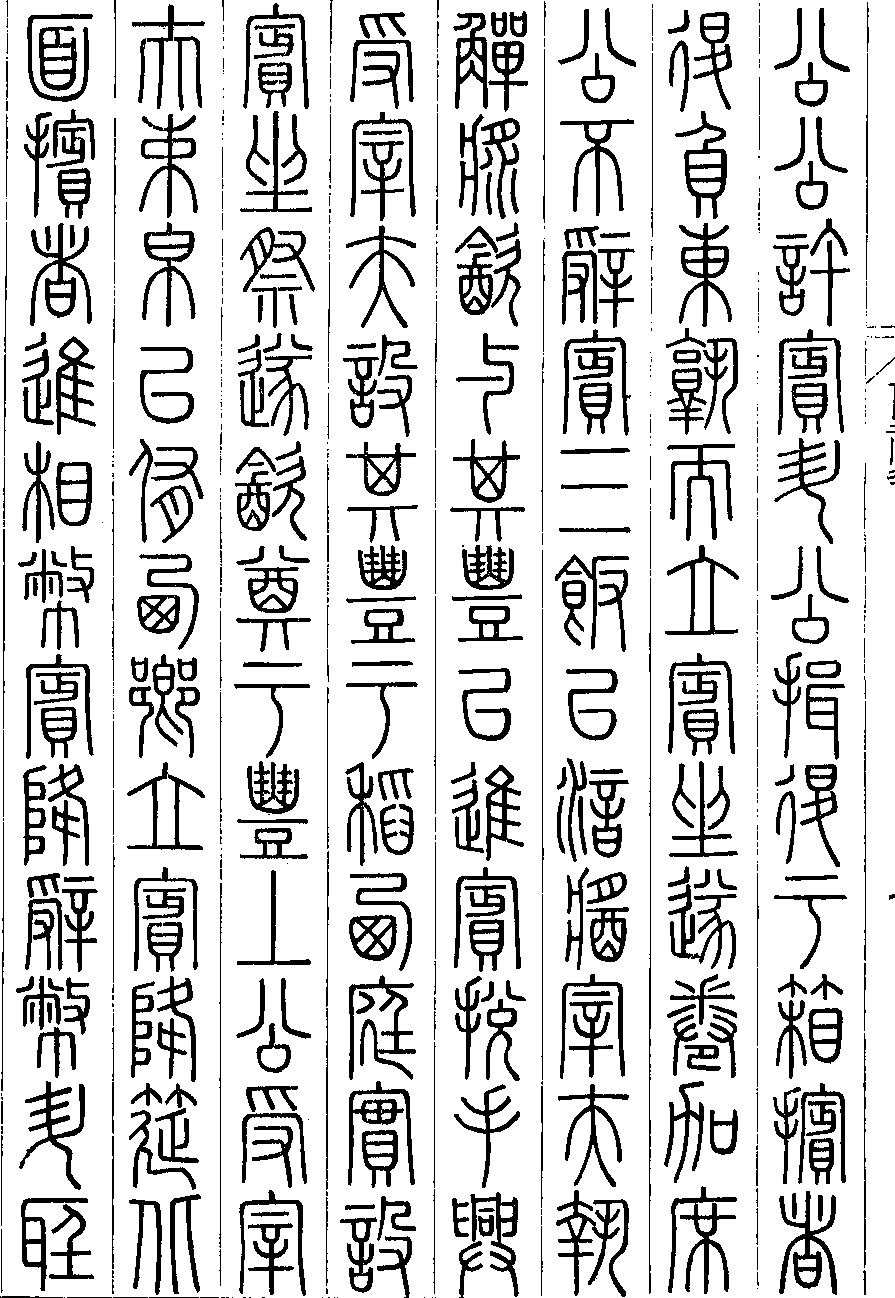 公公許賓升公揖退于箱擯者
退負東塾而立賓坐遂卷加席
公不辭賓三飯以湆醬宰夫執
觶漿飲与其豐以進賓挩手興
受宰夫設其豐于稻西庭實設
賓坐祭遂飲奠于豐上公受宰
夫束帛以侑西鄉立賓降筵北
面擯者進相幣賓降辭幣升聽